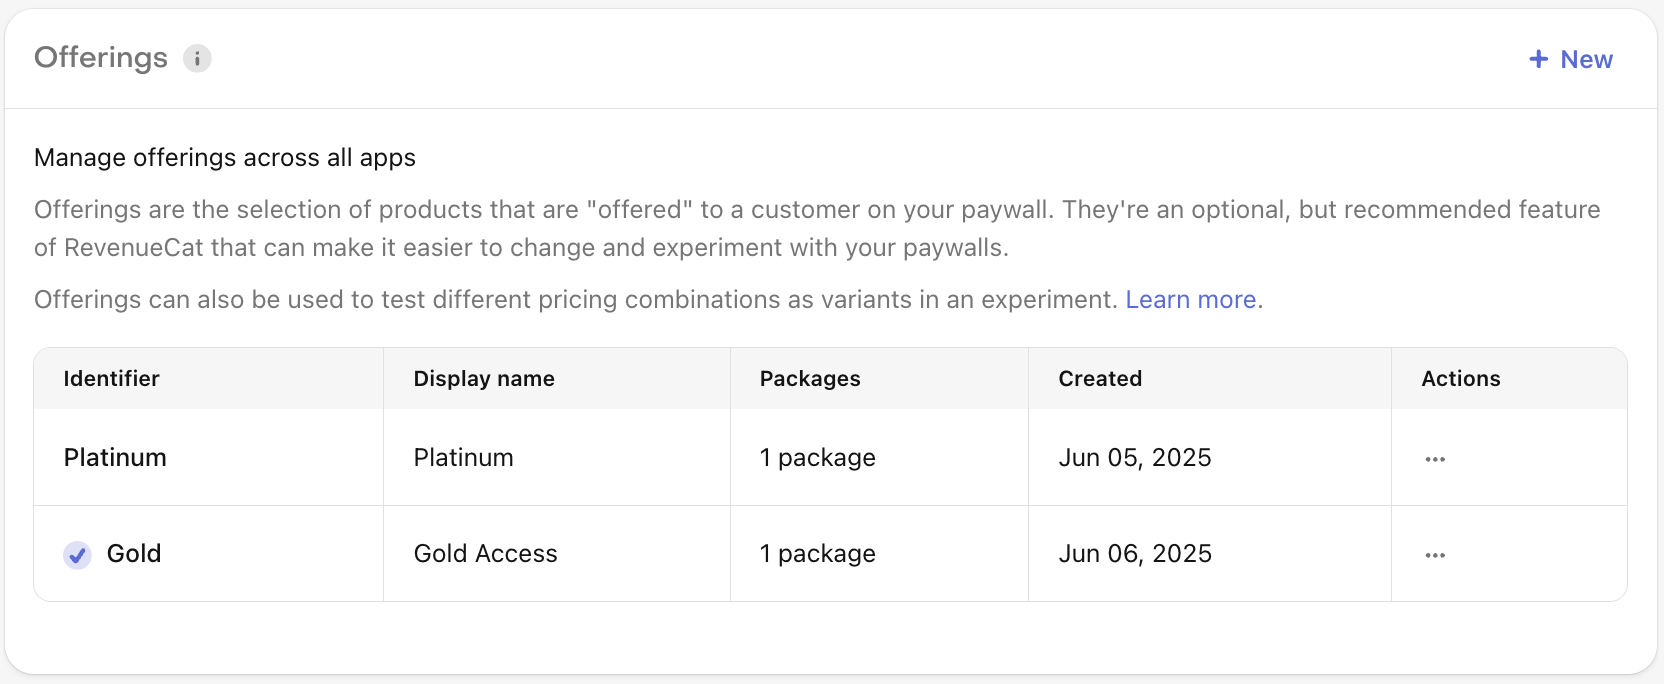 Offerings i
+ New
Manage offerings across all apps
Offerings are the selection of products that are "offered" to a customer on your paywall. They're an optional, but recommended feature
of RevenueCat that can make it easier to change and experiment with your paywalls.
Offerings can also be used to test different pricing combinations as variants in an experiment. Learn more.
Identifier Display name Packages Created Actions
Platinum Platinum 1 package Jun 05, 2025 ...
Gold Gold Access 1 package Jun 06, 2025 ...